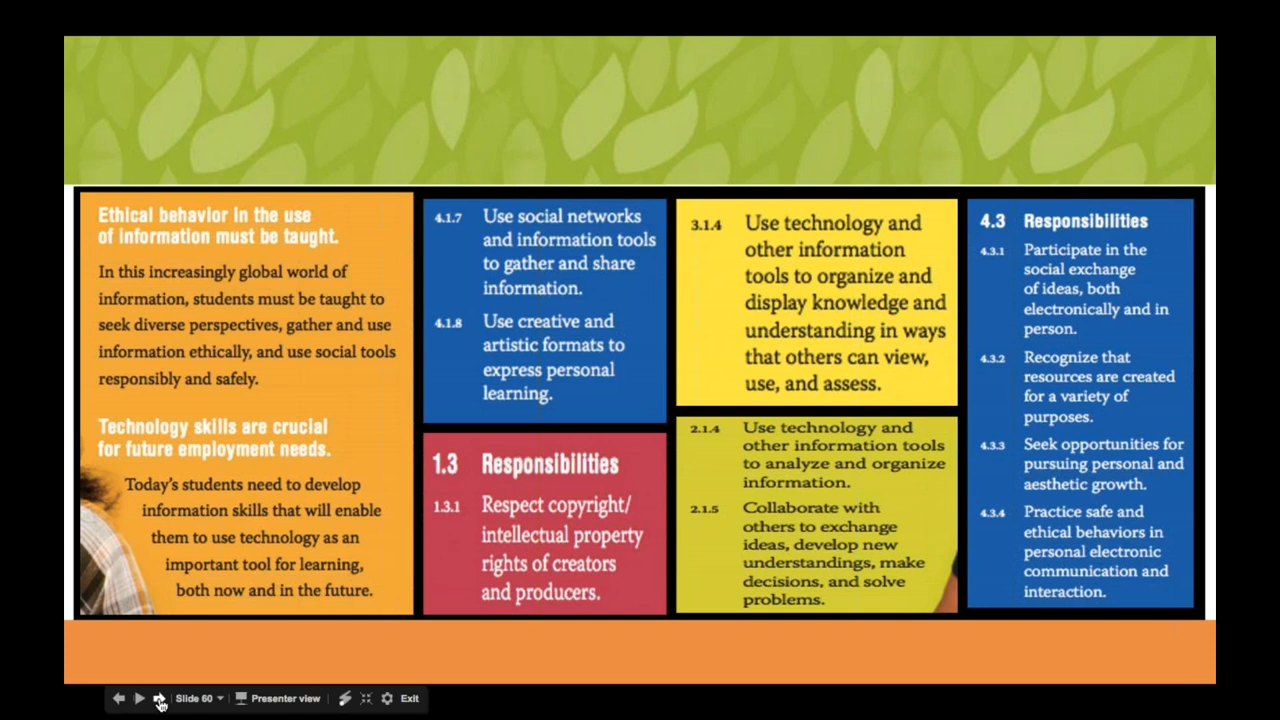 Ethical behavior in the use
of information must be taught.
In this increasingly global world of
information, students must be taught to
seek diverse perspectives, gather and use
information ethically, and use social tools
responsibly and safely.
Technology skills are crucial
for future employment needs.
Today's students need to develop
information skills that will enable
them to use technology as an
important tool for learning,
both now and in the future.
4.1.7 Use social networks
and information tools
to gather and share
information.
4.1.8 Use creative and
artistic formats to
express personal
learning.
1.3 Responsibilities
1.3.1 Respect copyright/
intellectual property
rights of creators
and producers.
3.1.4 Use technology and
other information
tools to organize and
display knowledge and
understanding in ways
that others can view,
use, and assess.
2.1.4 Use technology and
other information tools
to analyze and organize
information.
2.1.5 Collaborate with
others to exchange
ideas, develop new
understandings, make
decisions, and solve
problems.
4.3 Responsibilities
4.3.1 Participate in the
social exchange
of ideas, both
electronically and in
person.
4.3.2 Recognize that
resources are created
for a variety of
purposes.
4.3.3 Seek opportunities for
pursuing personal and
aesthetic growth.
4.3.4 Practice safe and
ethical behaviors in
personal electronic
communication and
interaction.
Slide 60 Presenter view Exit